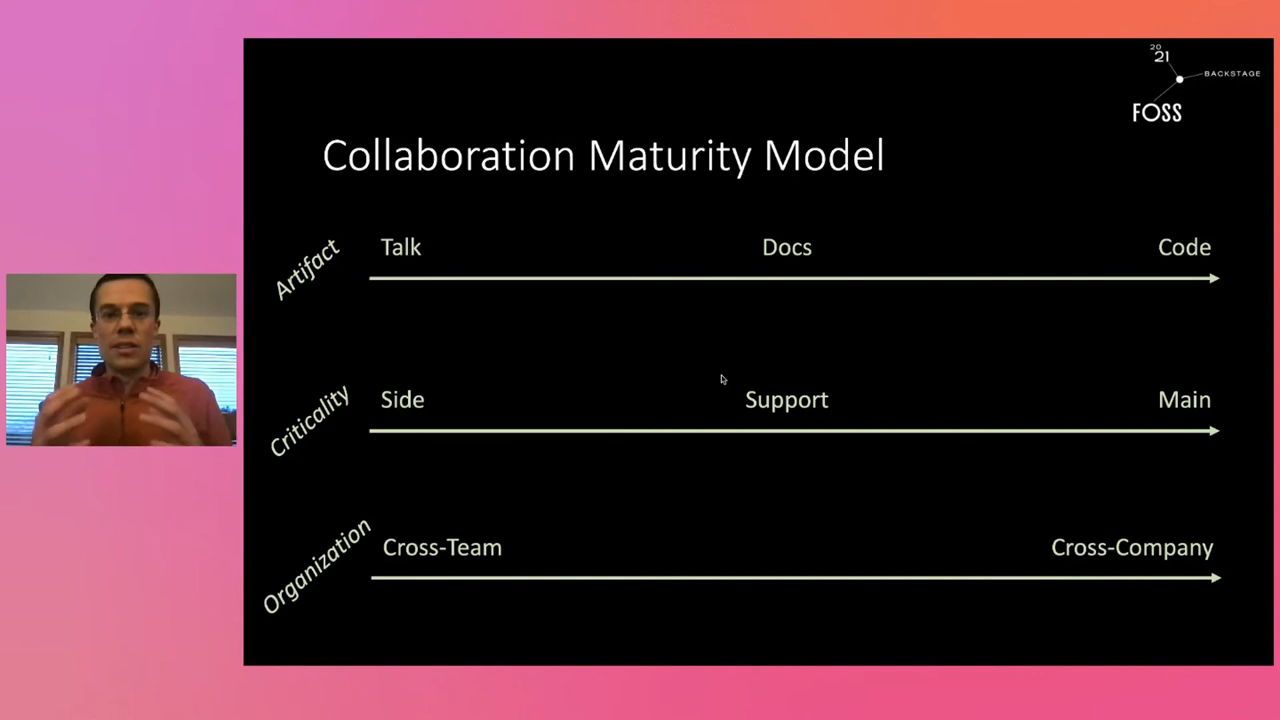 20
21
BACKSTAGE
FOSS
Collaboration Maturity Model
Artifact
Talk Docs Code
Criticality
Side Support Main
Organization
Cross-Team Cross-Company